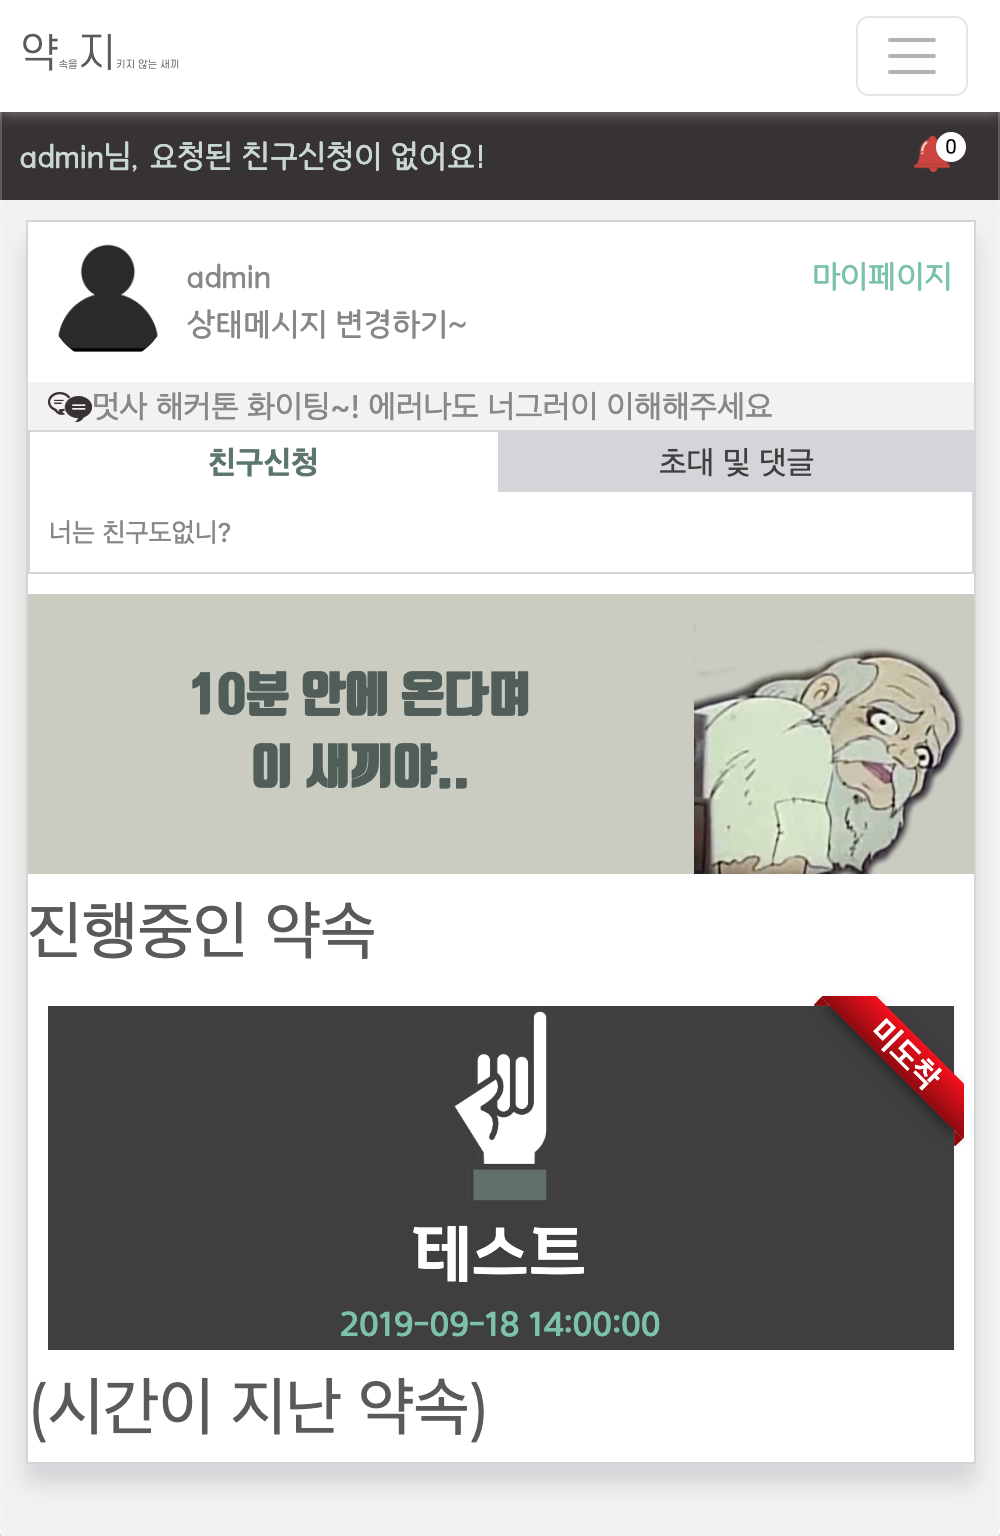 약속을지키지 않는 새끼
admin님, 요청된 친구신청이 없어요!
0
admin
마이페이지
상태메시지 변경하기~
멋사 해커톤 화이팅~! 에러나도 너그러이 이해해주세요
친구신청
초대 및 댓글
너는 친구도없니?
10분 안에 온다며
이 새끼야..
진행중인 약속
미도착
테스트
2019-09-18 14:00:00
(시간이 지난 약속)